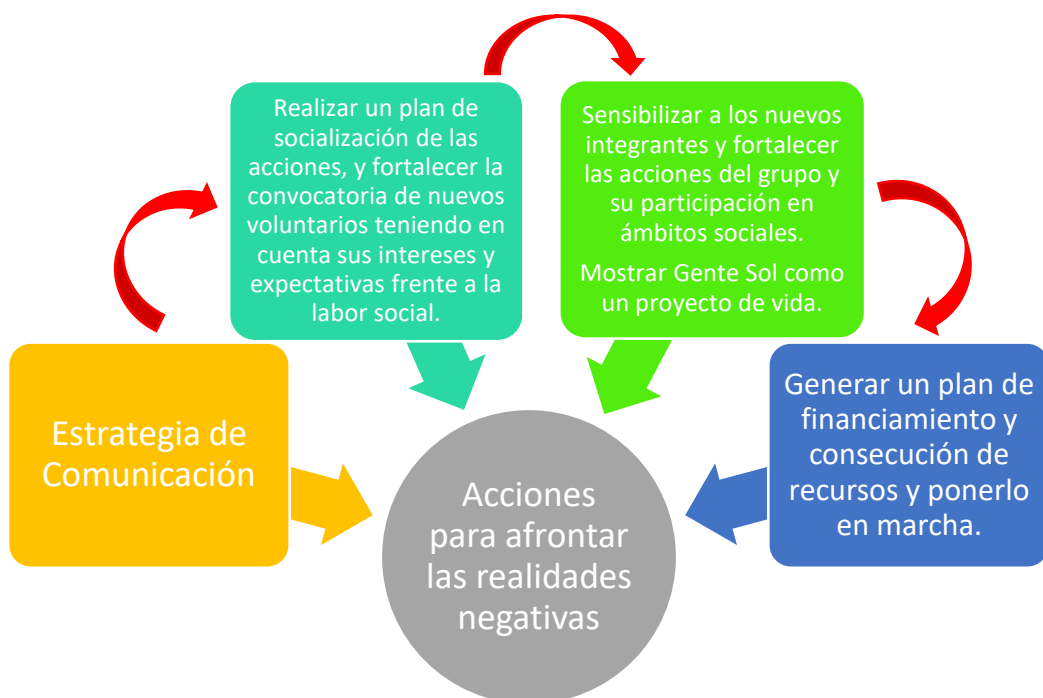 Estrategia de
Comunicación
Realizar un plan de
socialización de las
acciones, y fortalecer la
convocatoria de nuevos
voluntarios teniendo en
cuenta sus intereses y
expectativas frente a la
labor social.
Sensibilizar a los nuevos
integrantes y fortalecer
las acciones del grupo y
su participación en
ámbitos sociales.
Mostrar Gente Sol como
un proyecto de vida.
Generar un plan de
financiamiento y
consecución de
recursos y ponerlo
en marcha.
Acciones
para afrontar
las realidades
negativas